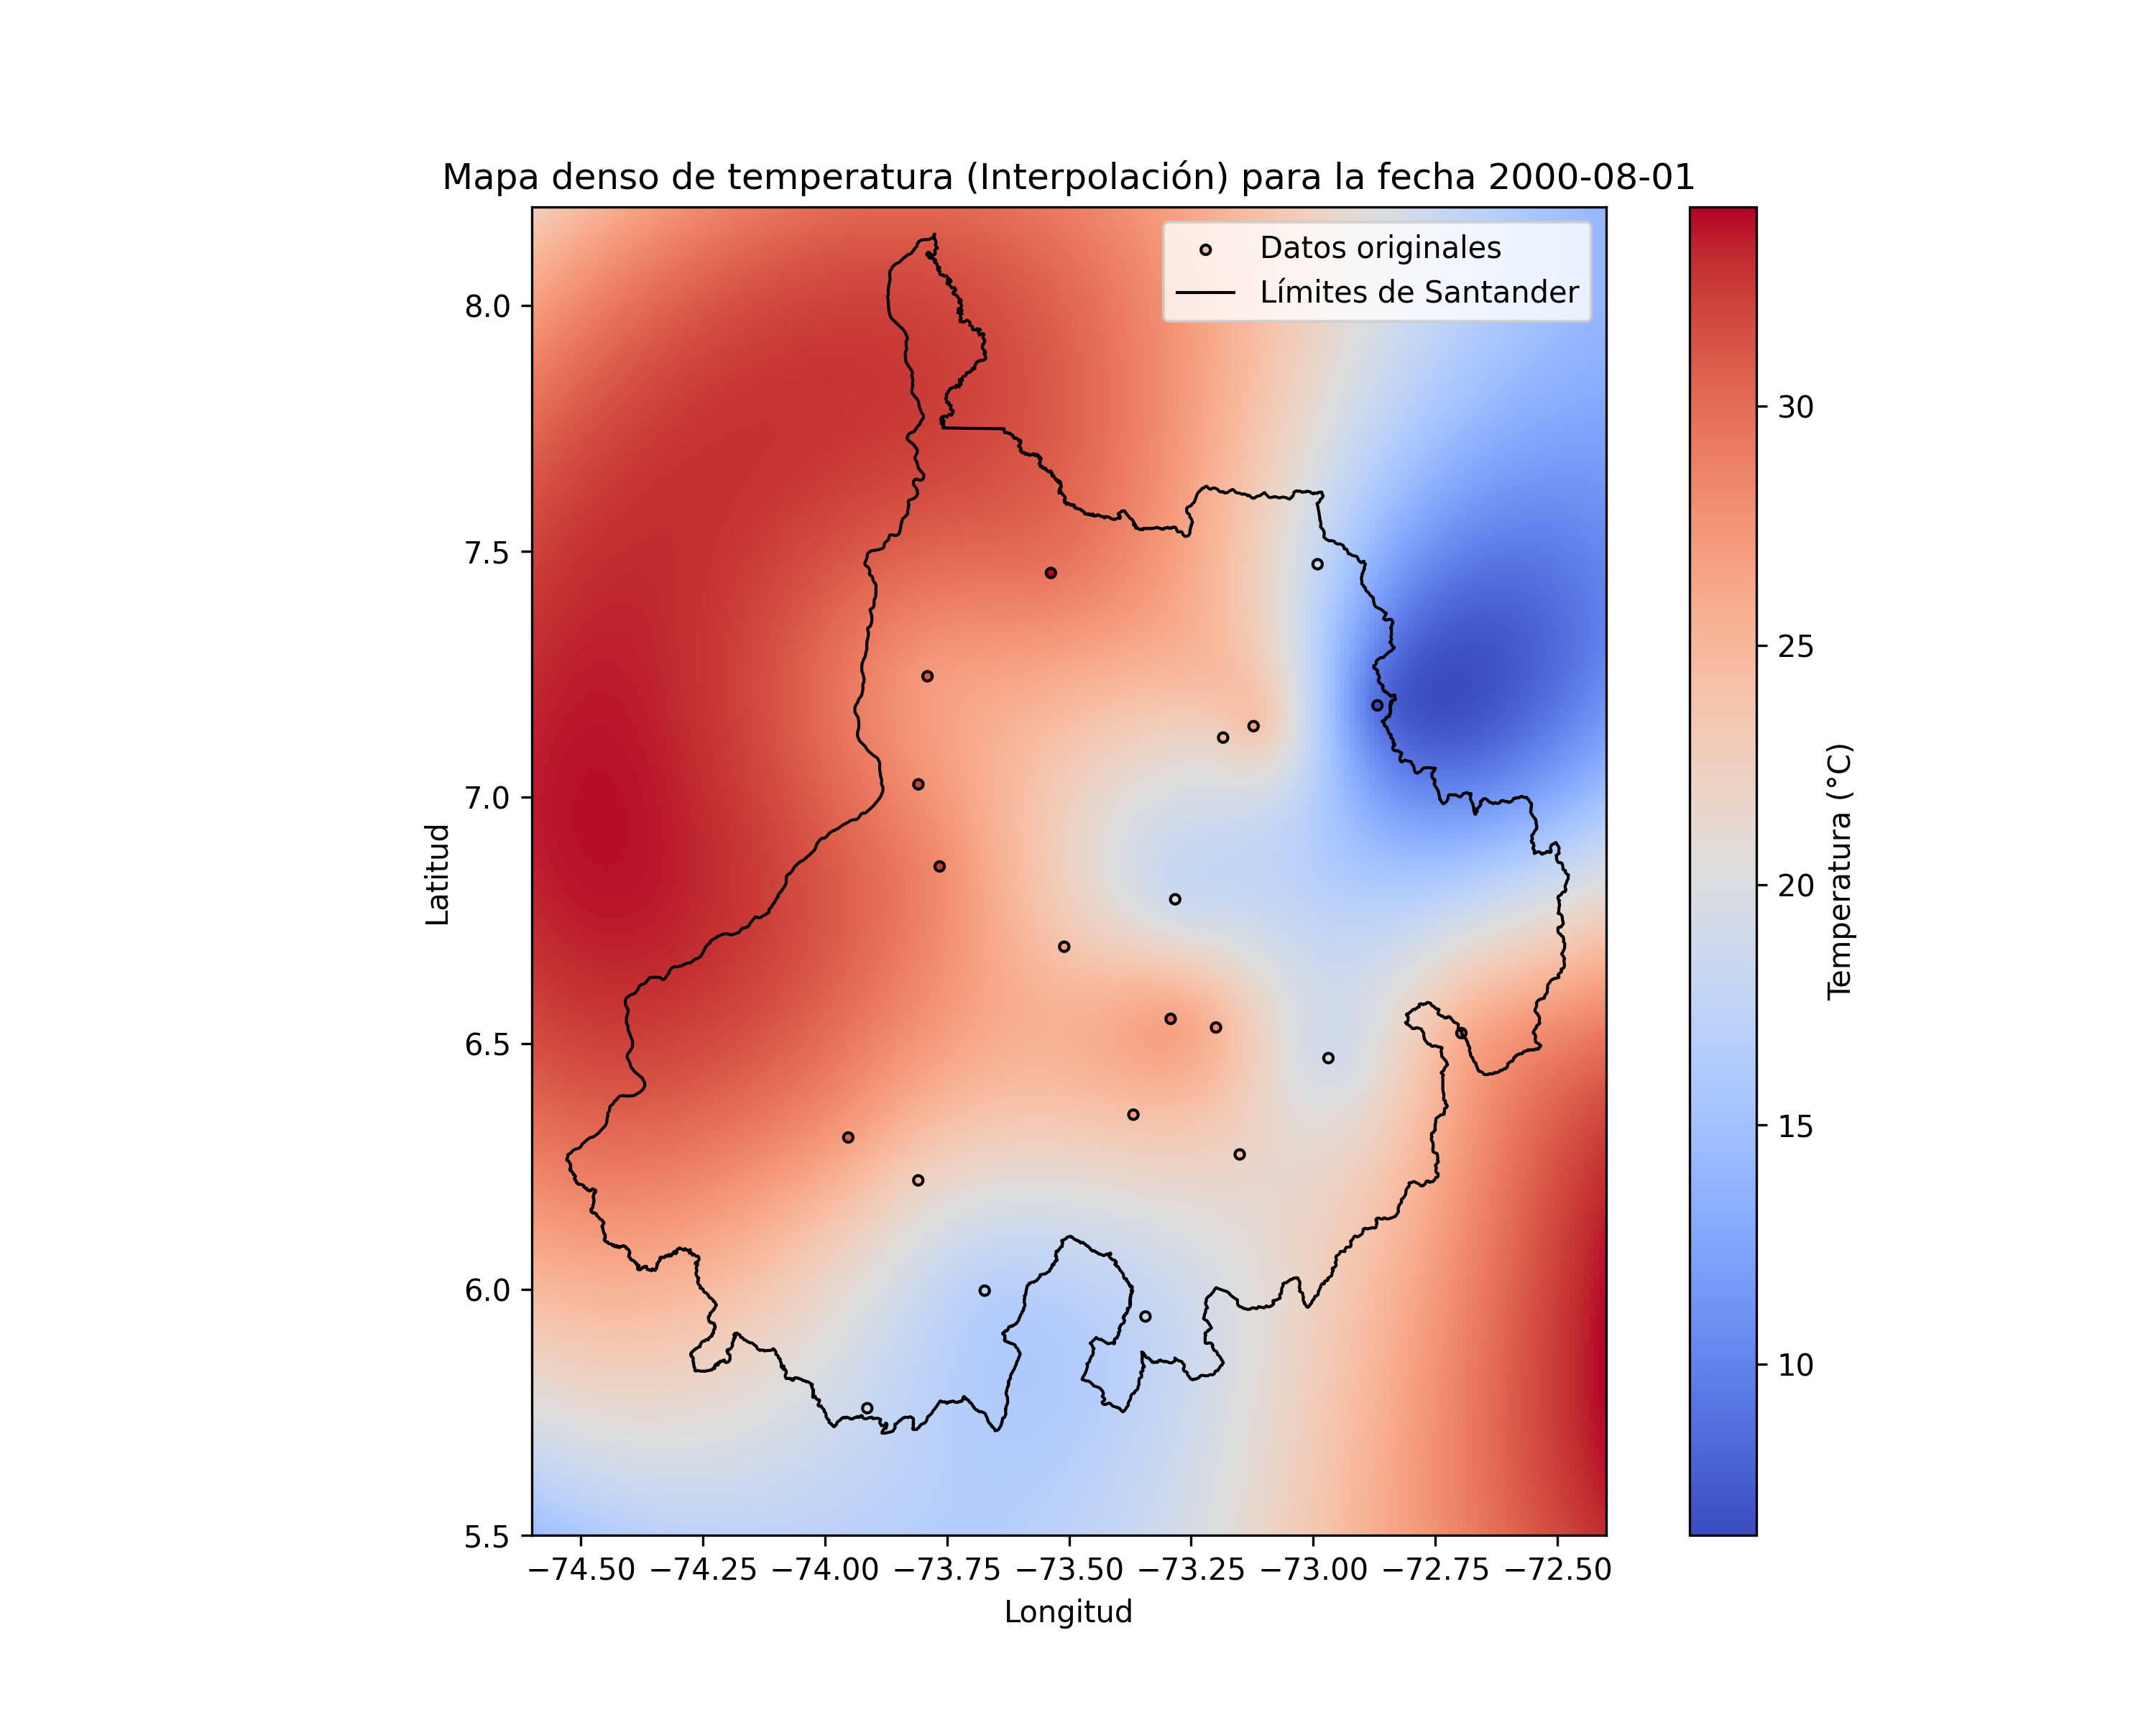 Mapa denso de temperatura (Interpolación) para la fecha 2000-08-01
Datos originales
Límites de Santander
8.0
7.5
7.0
6.5
6.0
5.5
Latitud
−74.50 −74.25 −74.00 −73.75 −73.50 −73.25 −73.00 −72.75 −72.50
Longitud
30
25
20
15
10
Temperatura (°C)